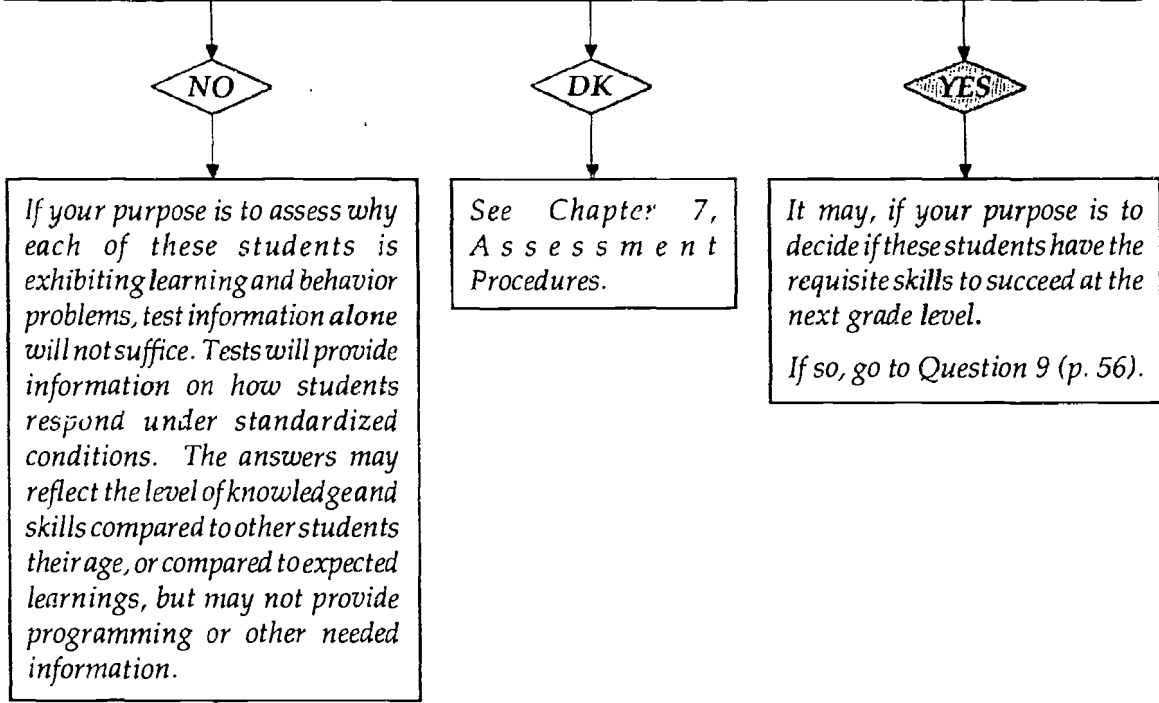 NO
DK
YES
If your purpose is to assess why
each of these students is
exhibiting learning and behavior
problems, test information alone
will not suffice. Tests will provide
information on how students
respond under standardized
conditions. The answers may
reflect the level of knowledge and
skills compared to other students
their age, or compared to expected
learnings, but may not provide
programming or other needed
information.
See Chapter 7,
Assessment
Procedures.
It may, if your purpose is to
decide if these students have the
requisite skills to succeed at the
next grade level.
If so, go to Question 9 (p. 56).